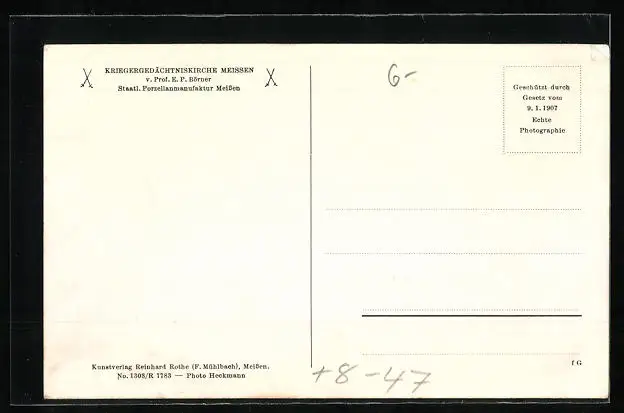 KRIEGERGEDÄCHTNISKIRCHE MEISSEN
v. Prof. E. P. Börner
Staatl. Porzellanmanufaktur Meißen
6-
Geschützt durch
Gesetz vom
9. 1. 1907
Echte
Photographie
Kunstverlag Reinhard Rothe (F. Mühlbach), Meißen.
No. 1308/R 1783 — Photo Heckmann
+8-47
f G